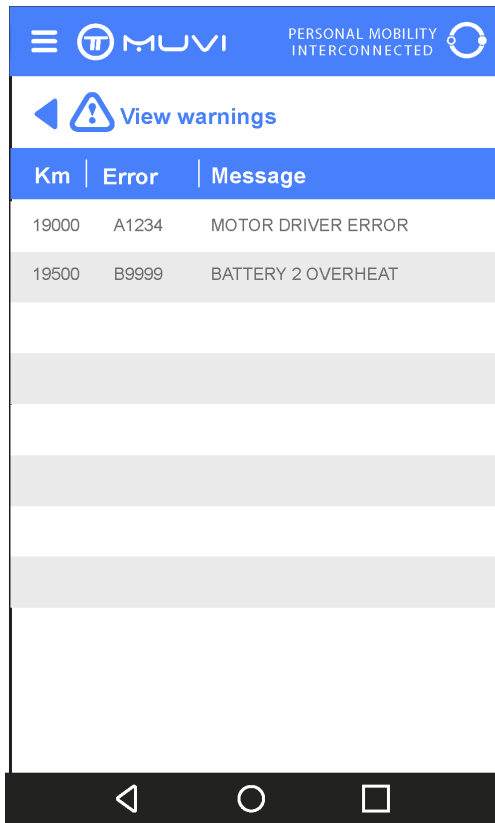 MUVI
PERSONAL MOBILITY
INTERCONNECTED
View warnings
Km Error Message
19000 A1234 MOTOR DRIVER ERROR
19500 B9999 BATTERY 2 OVERHEAT